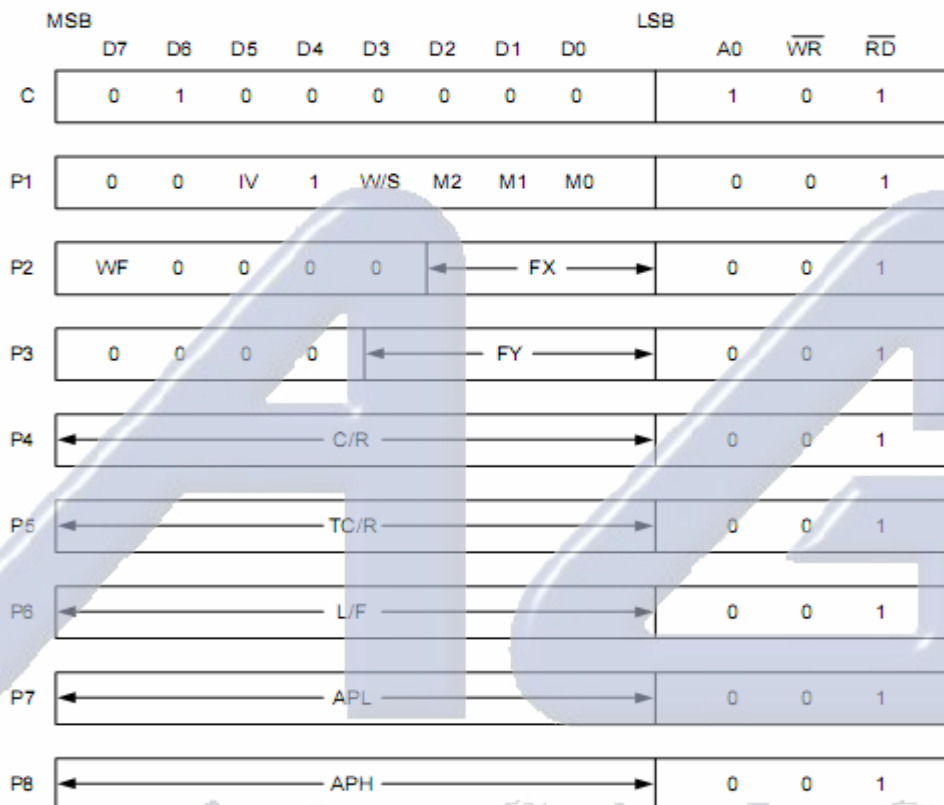 MSB LSB
D7 D6 D5 D4 D3 D2 D1 D0 A0 WR RD
C 0 1 0 0 0 0 0 0 1 0 1
P1 0 0 IV 1 W/S M2 M1 M0 0 0 1
P2 WF 0 0 0 0 FX 0 0 1
P3 0 0 0 0 FY 0 0 1
P4 C/R 0 0 1
P5 TC/R 0 0 1
P6 L/F 0 0 1
P7 APL 0 0 1
P8 APH 0 0 1